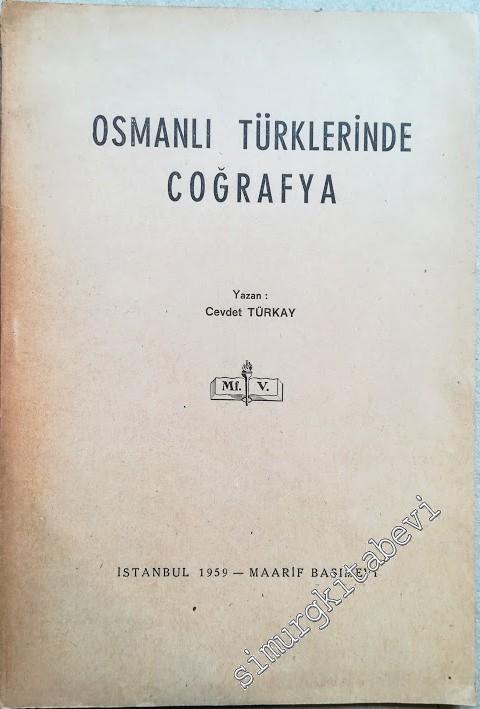 OSMANLI TÜRKLERİNDE
COĞRAFYA
Yazan :
Cevdet TÜRKAY
Mf. V.
İSTANBUL 1959 — MAARİF BASIMEVİ
simurgkitabevi